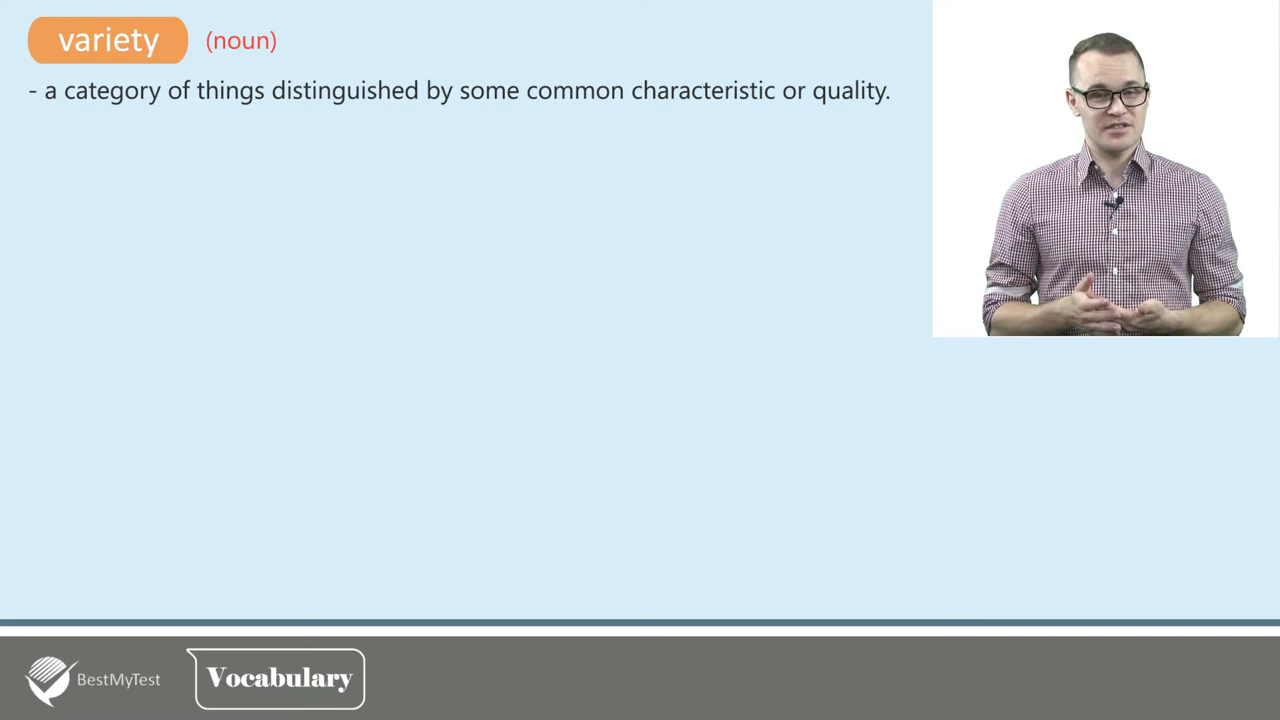 variety (noun)
- a category of things distinguished by some common characteristic or quality.
BestMyTest Vocabulary